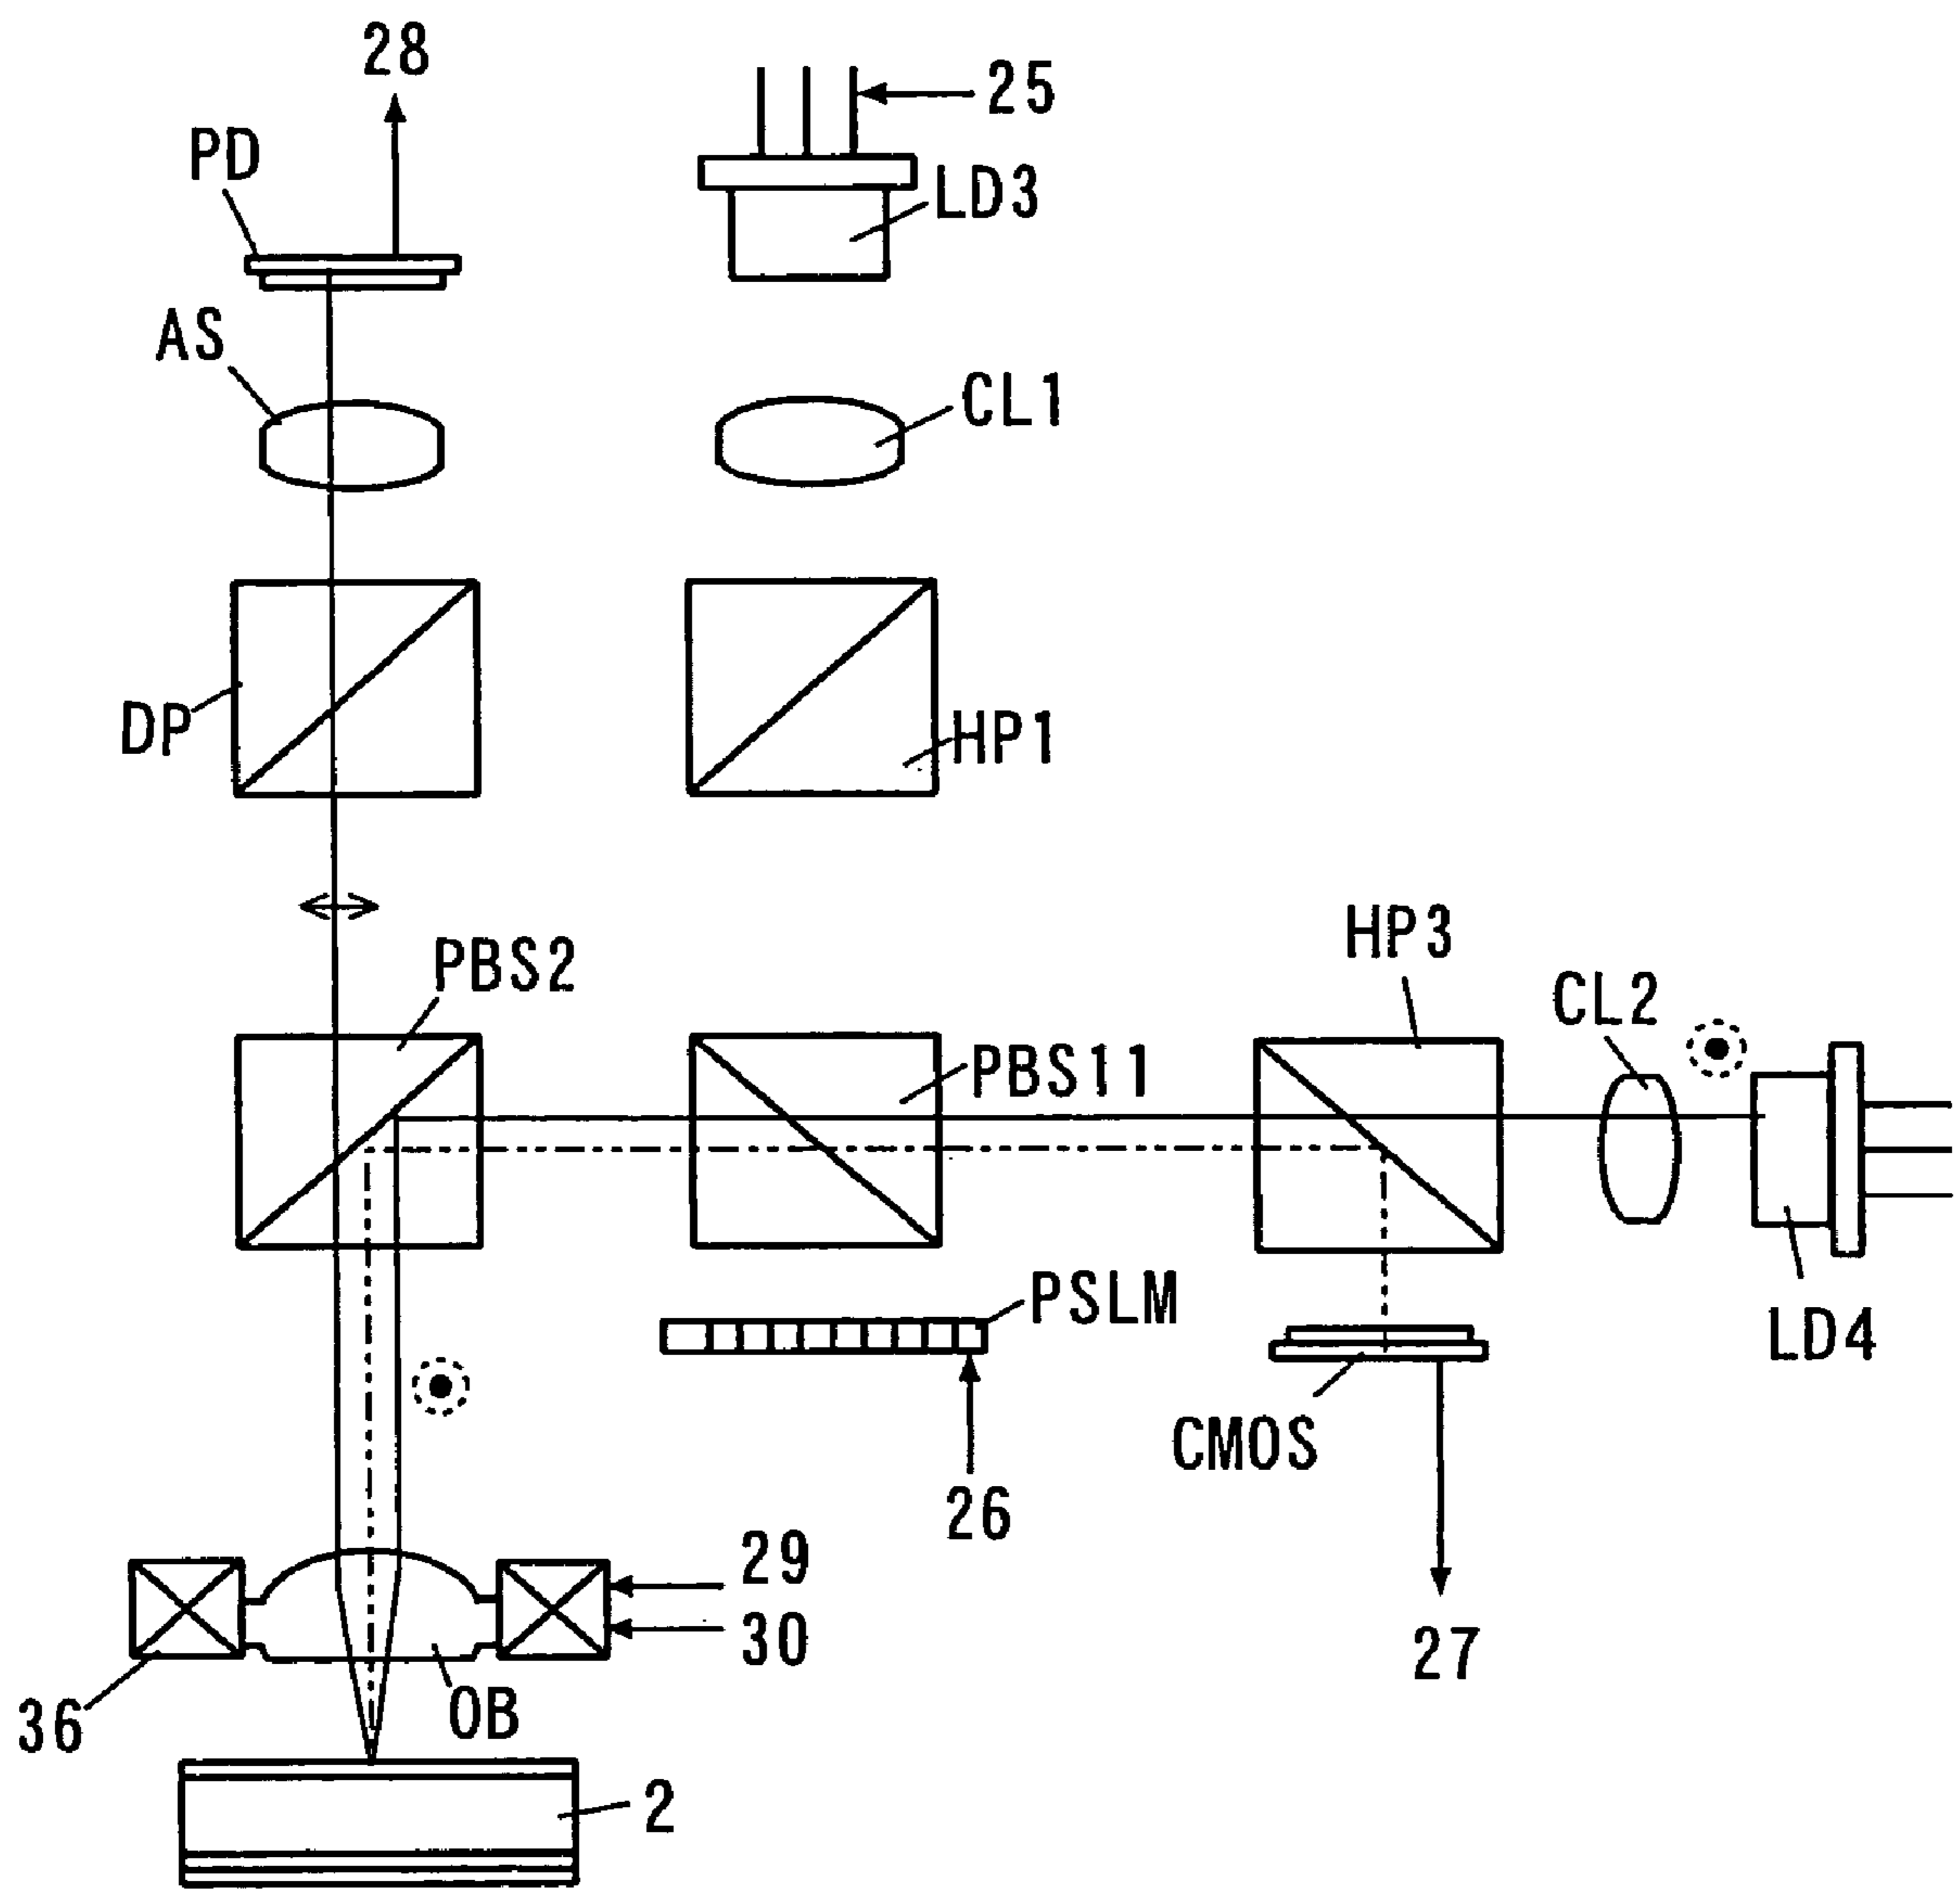 28
25
PD
LD3
AS
CL1
DP
HP1
PBS2
HP3
CL2
PBS11
PSLM
LD4
CMOS
26
29
30
27
36
OB
2